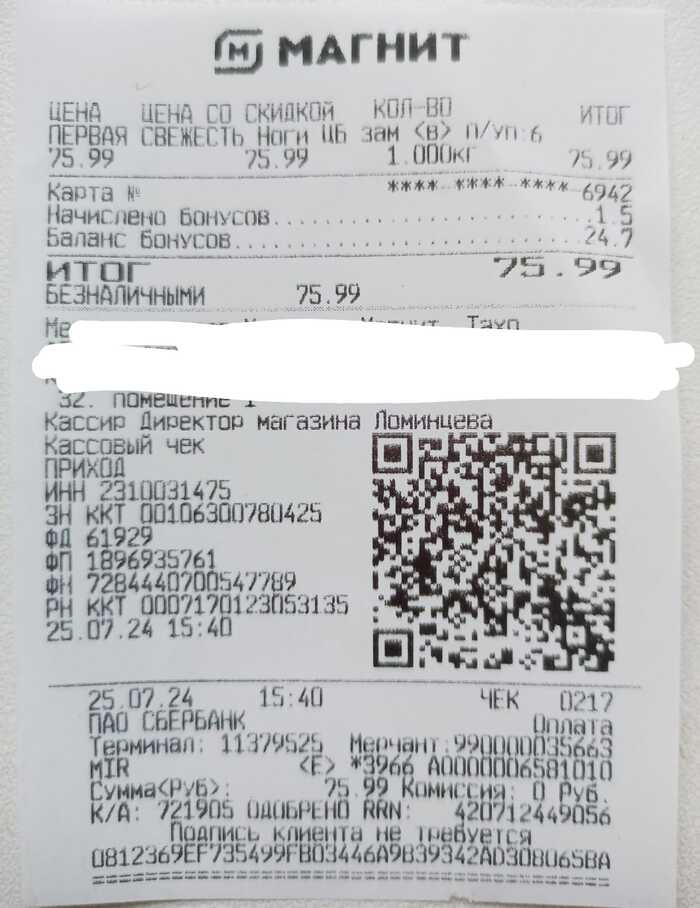 МАГНИТ
ЦЕНА ЦЕНА СО СКИДКОЙ КОЛ-ВО ИТОГ
ПЕРВАЯ СВЕЖЕСТЬ Ноги ЦБ зам <в> П/уп:6
75.99 75.99 1.000кг 75.99
Карта № **** **** **** 6942
Начислено бонусов......................1.5
Баланс бонусов.........................24.7
ИТОГ 75.99
БЕЗНАЛИЧНЫМИ 75.99
32. помещение 1
Кассир Директор магазина Ломинцева
Кассовый чек
ПРИХОД
ИНН 2310031475
ЗН ККТ 00106300780425
ФД 61929
ФП 1896935761
ФН 7284440700547789
РН ККТ 0007170123053135
25.07.24 15:40
25.07.24 15:40 ЧЕК 0217
ПАО СБЕРБАНК Оплата
Терминал: 11379525 Мерчант:990000035663
MIR <E> *3966 A0000006581010
Сумма(Руб): 75.99 Комиссия: 0 Руб.
К/А: 721905 ОДОБРЕНО RRN: 420712449056
Подпись клиента не требуется
0812369EF735499FB03446A9B39342AD308065BA
========================================